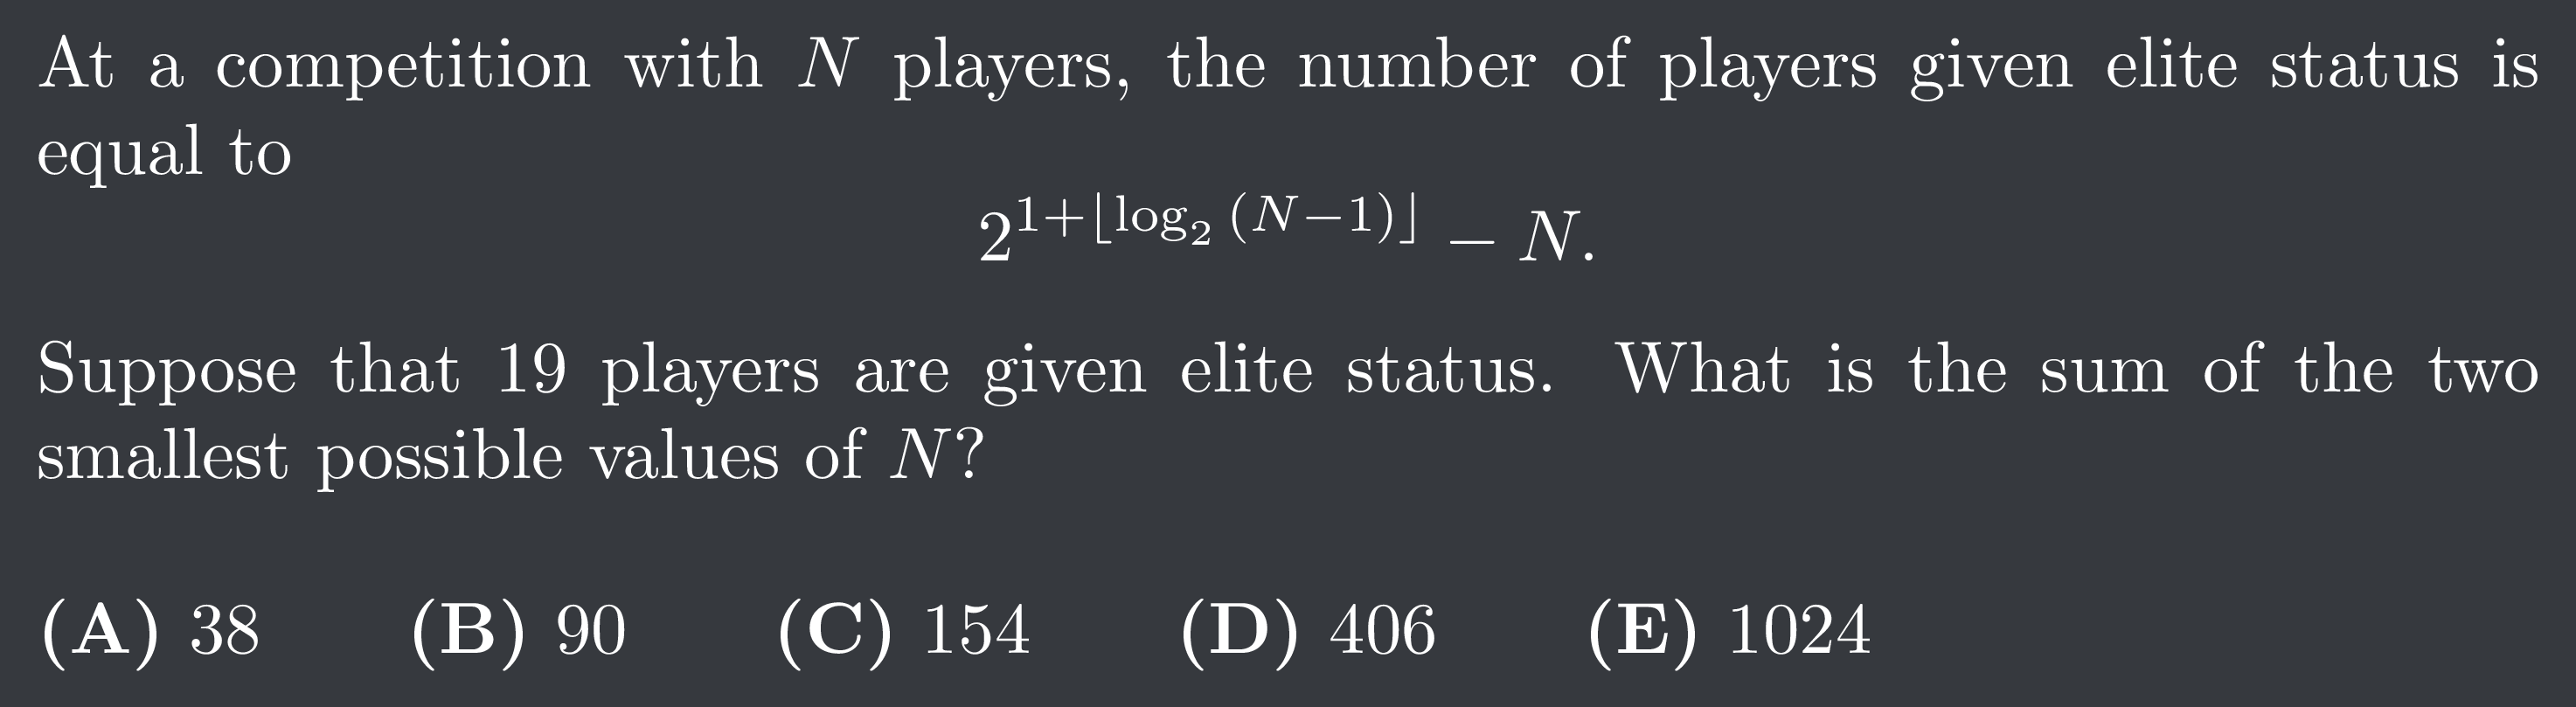 At a competition with N players, the number of players given elite status is
equal to
2^{1+⌊log_2 (N−1)⌋} − N.
Suppose that 19 players are given elite status. What is the sum of the two
smallest possible values of N?
(A) 38 (B) 90 (C) 154 (D) 406 (E) 1024